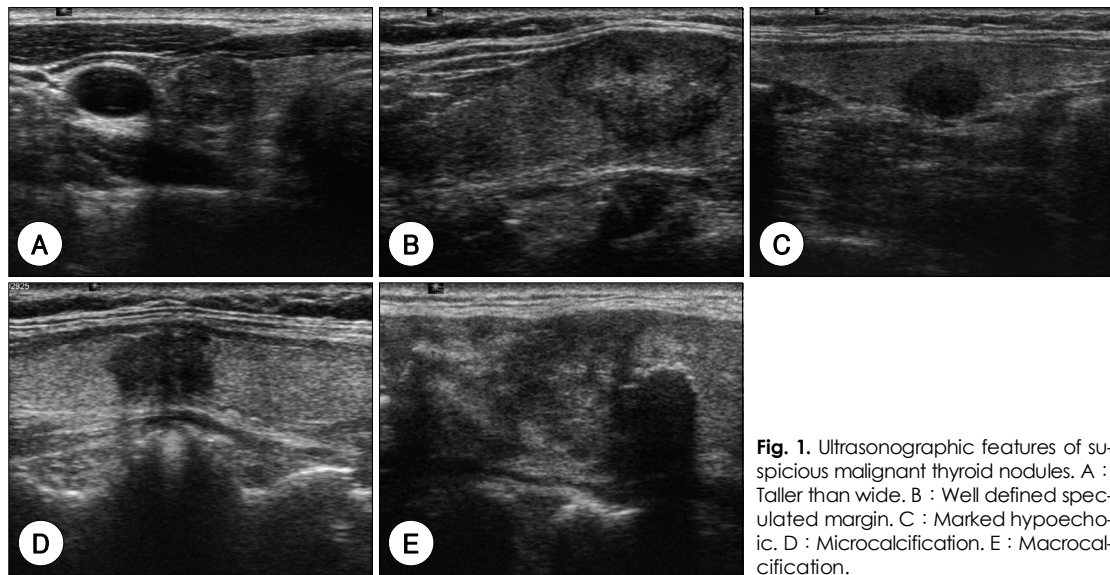 A
B
C
2925
D
E
Fig. 1. Ultrasonographic features of su-
spicious malignant thyroid nodules. A :
Taller than wide. B : Well defined spec-
ulated margin. C : Marked hypoecho-
ic. D : Microcalcification. E : Macrocal-
cification.